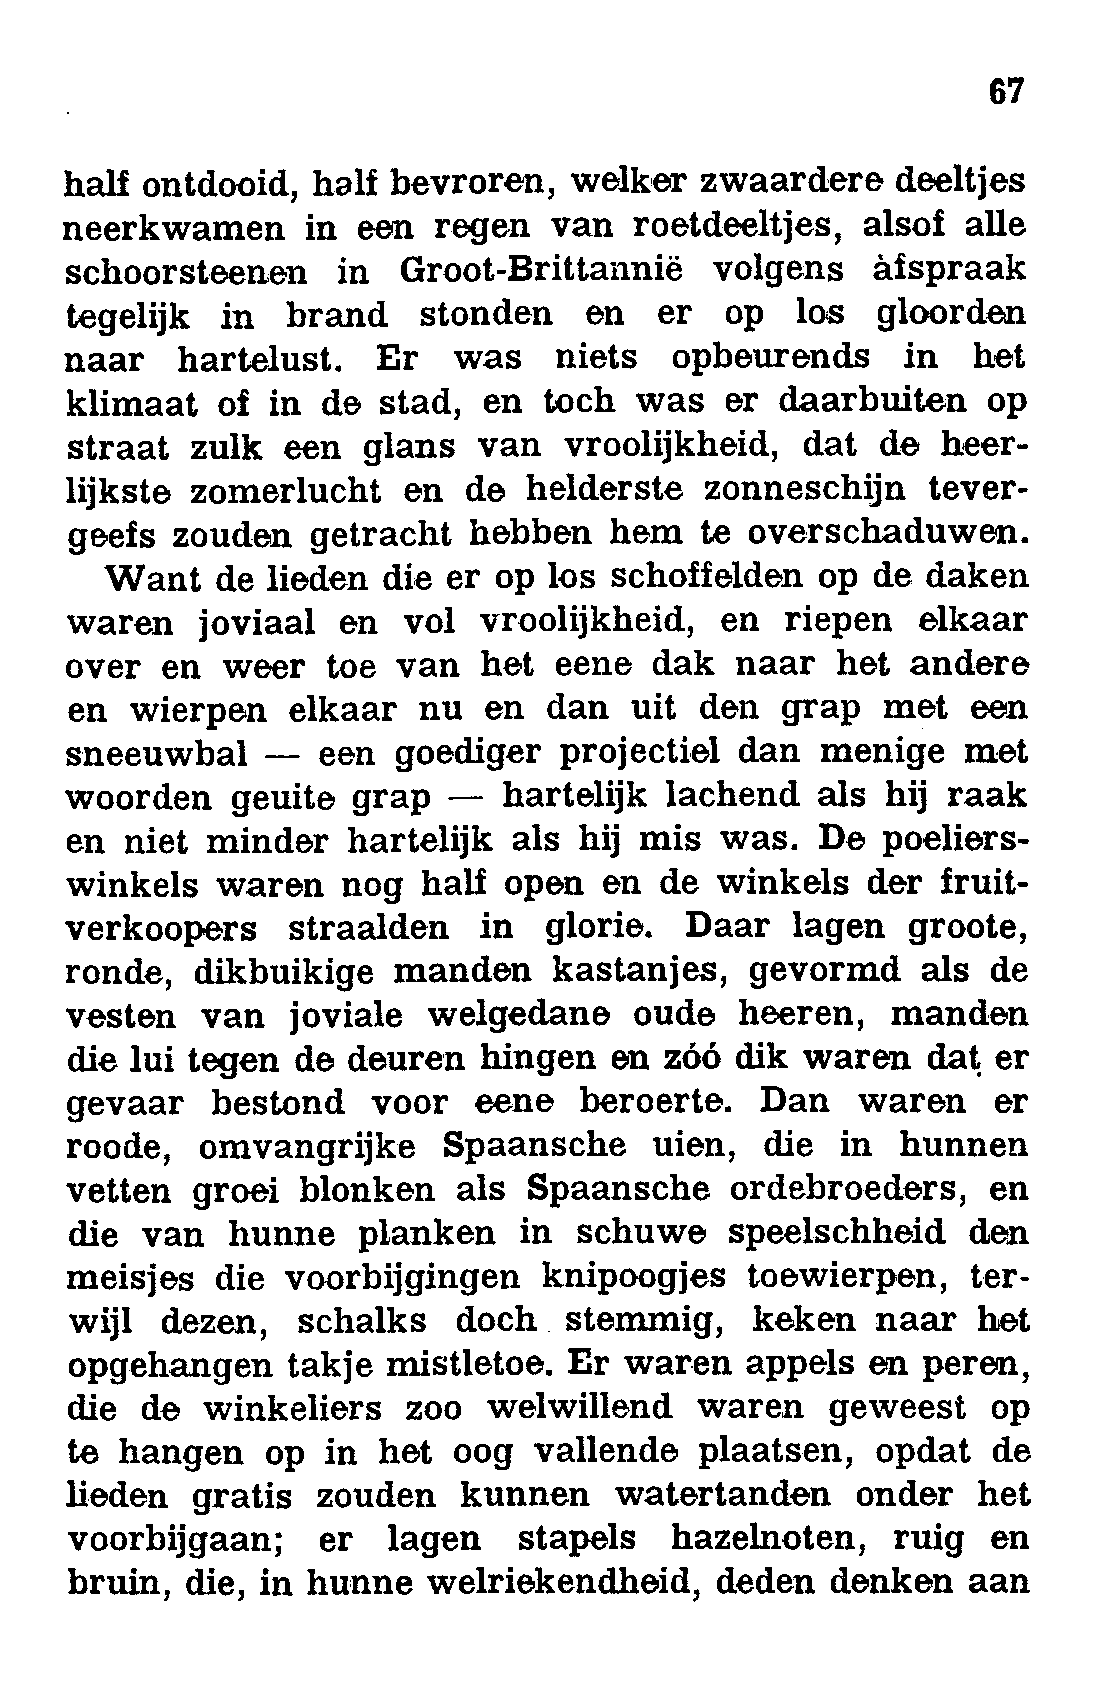 67
half ontdooid, half bevroren, welker zwaardere deeltjes
neerkwamen in een regen van roetdeeltjes, alsof alle
schoorsteenen in Groot-Brittannië volgens àfspraak
tegelijk in brand stonden en er op los gloorden
naar hartelust. Er was niets opbeurends in het
klimaat of in de stad, en toch was er daarbuiten op
straat zulk een glans van vroolijkheid, dat de heer-
lijkste zomerlucht en de helderste zonneschijn tever-
geefs zouden getracht hebben hem te overschaduwen.
Want de lieden die er op los schoffelden op de daken
waren joviaal en vol vroolijkheid, en riepen elkaar
over en weer toe van het eene dak naar het andere
en wierpen elkaar nu en dan uit den grap met een
sneeuwbal — een goediger projectiel dan menige met
woorden geuite grap — hartelijk lachend als hij raak
en niet minder hartelijk als hij mis was. De poeliers-
winkels waren nog half open en de winkels der fruit-
verkoopers straalden in glorie. Daar lagen groote,
ronde, dikbuikige manden kastanjes, gevormd als de
vesten van joviale welgedane oude heeren, manden
die lui tegen de deuren hingen en zóó dik waren dat er
gevaar bestond voor eene beroerte. Dan waren er
roode, omvangrijke Spaansche uien, die in hunnen
vetten groei blonken als Spaansche ordebroeders, en
die van hunne planken in schuwe speelschheid den
meisjes die voorbijgingen knipoogjes toewierpen, ter-
wijl dezen, schalks doch stemmig, keken naar het
opgehangen takje mistletoe. Er waren appels en peren,
die de winkeliers zoo welwillend waren geweest op
te hangen op in het oog vallende plaatsen, opdat de
lieden gratis zouden kunnen watertanden onder het
voorbijgaan; er lagen stapels hazelnoten, ruig en
bruin, die, in hunne welriekendheid, deden denken aan